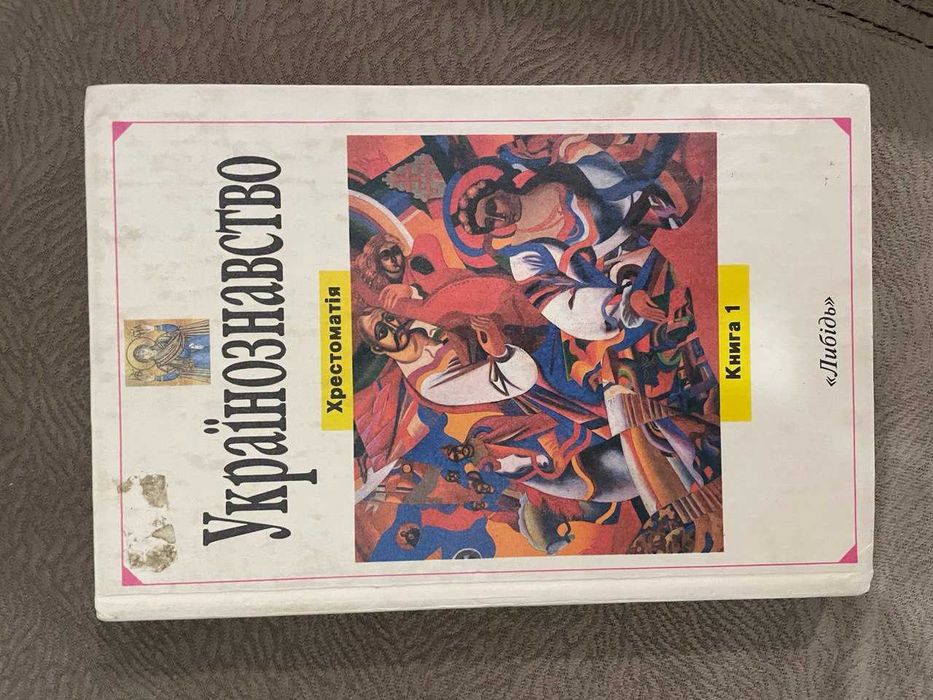 Українознавство
Хрестоматія
Книга 1
«Либідь»